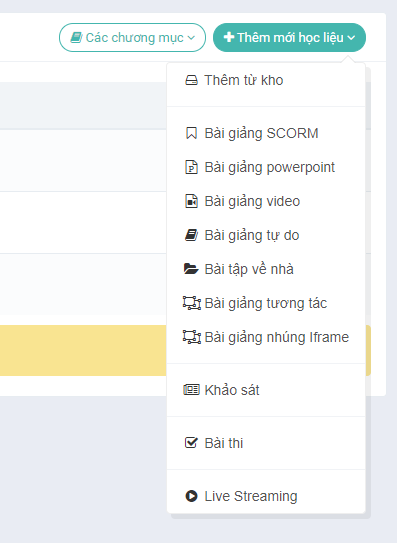 Các chương mục
Thêm mới học liệu
Thêm từ kho
Bài giảng SCORM
Bài giảng powerpoint
Bài giảng video
Bài giảng tự do
Bài tập về nhà
Bài giảng tương tác
Bài giảng nhúng Iframe
Khảo sát
Bài thi
Live Streaming